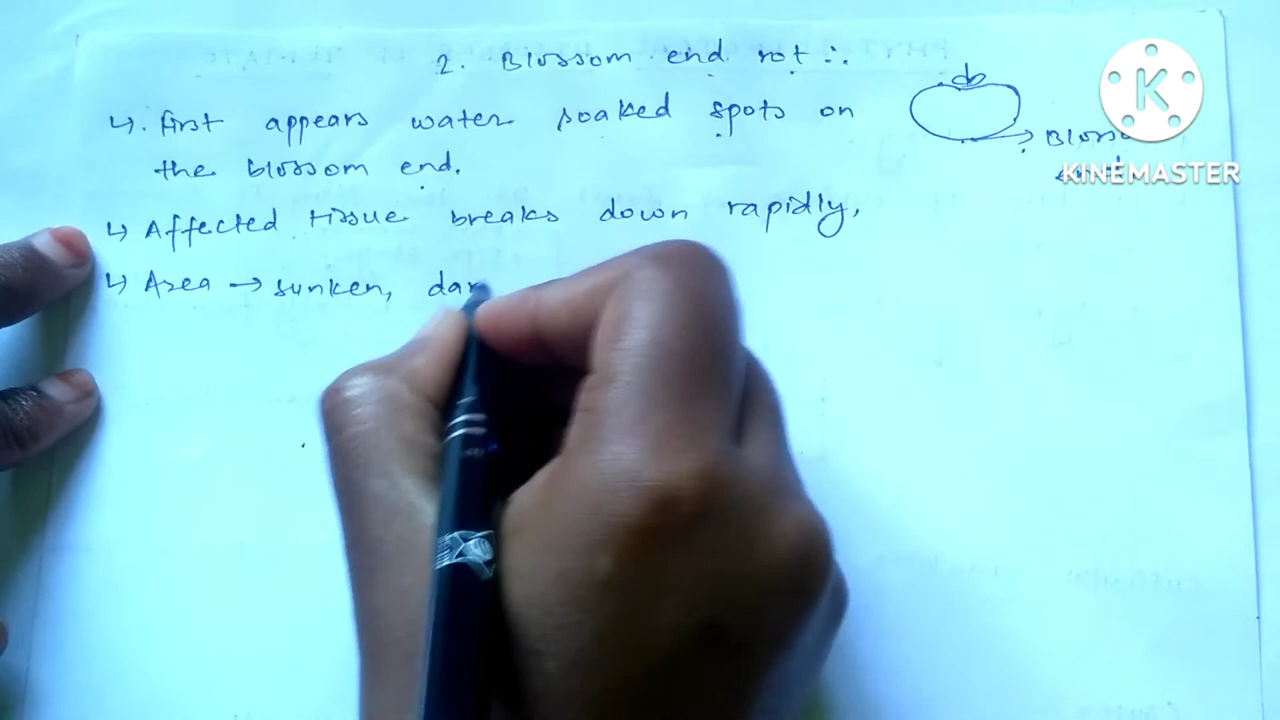 2. Blossom end rot :.
↳. First appears water soaked spots on
the blossom end.
↳ Affected tissue breaks down rapidly,
↳ Area → sunken, dar
K
KINEMASTER